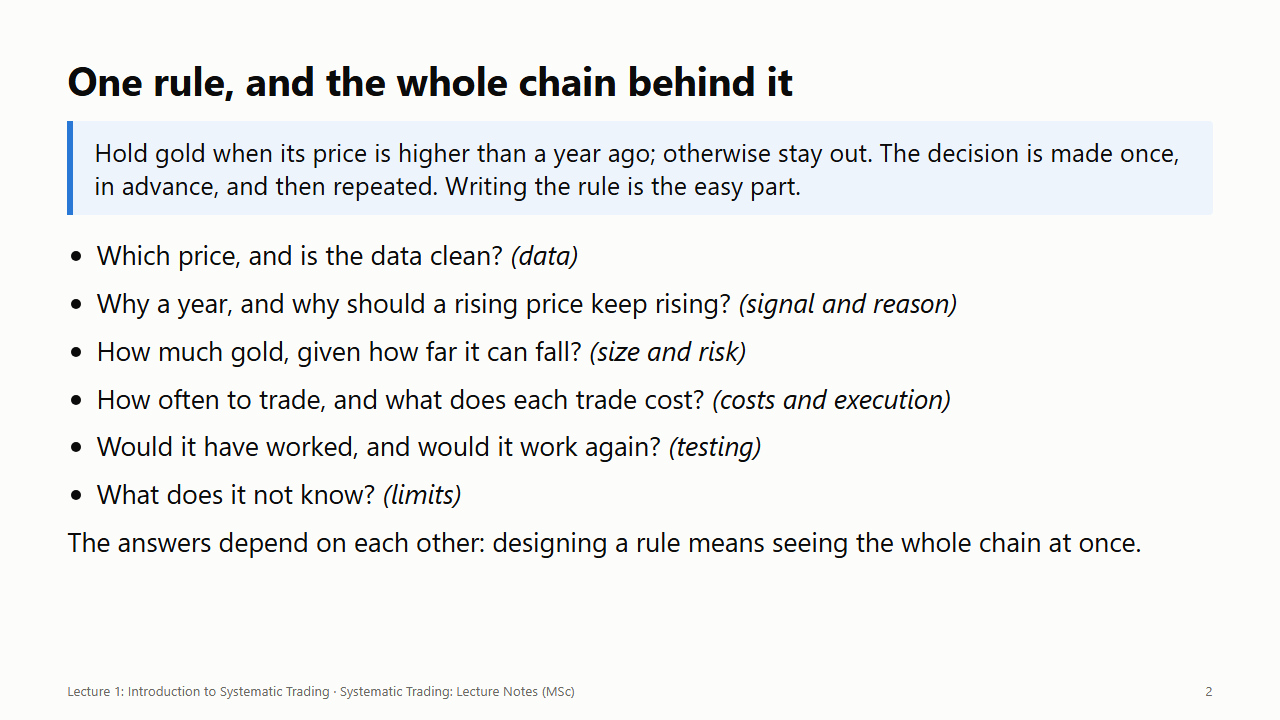 One rule, and the whole chain behind it
Hold gold when its price is higher than a year ago; otherwise stay out. The decision is made once,
in advance, and then repeated. Writing the rule is the easy part.
• Which price, and is the data clean? (data)
• Why a year, and why should a rising price keep rising? (signal and reason)
• How much gold, given how far it can fall? (size and risk)
• How often to trade, and what does each trade cost? (costs and execution)
• Would it have worked, and would it work again? (testing)
• What does it not know? (limits)
The answers depend on each other: designing a rule means seeing the whole chain at once.
Lecture 1: Introduction to Systematic Trading · Systematic Trading: Lecture Notes (MSc)
2